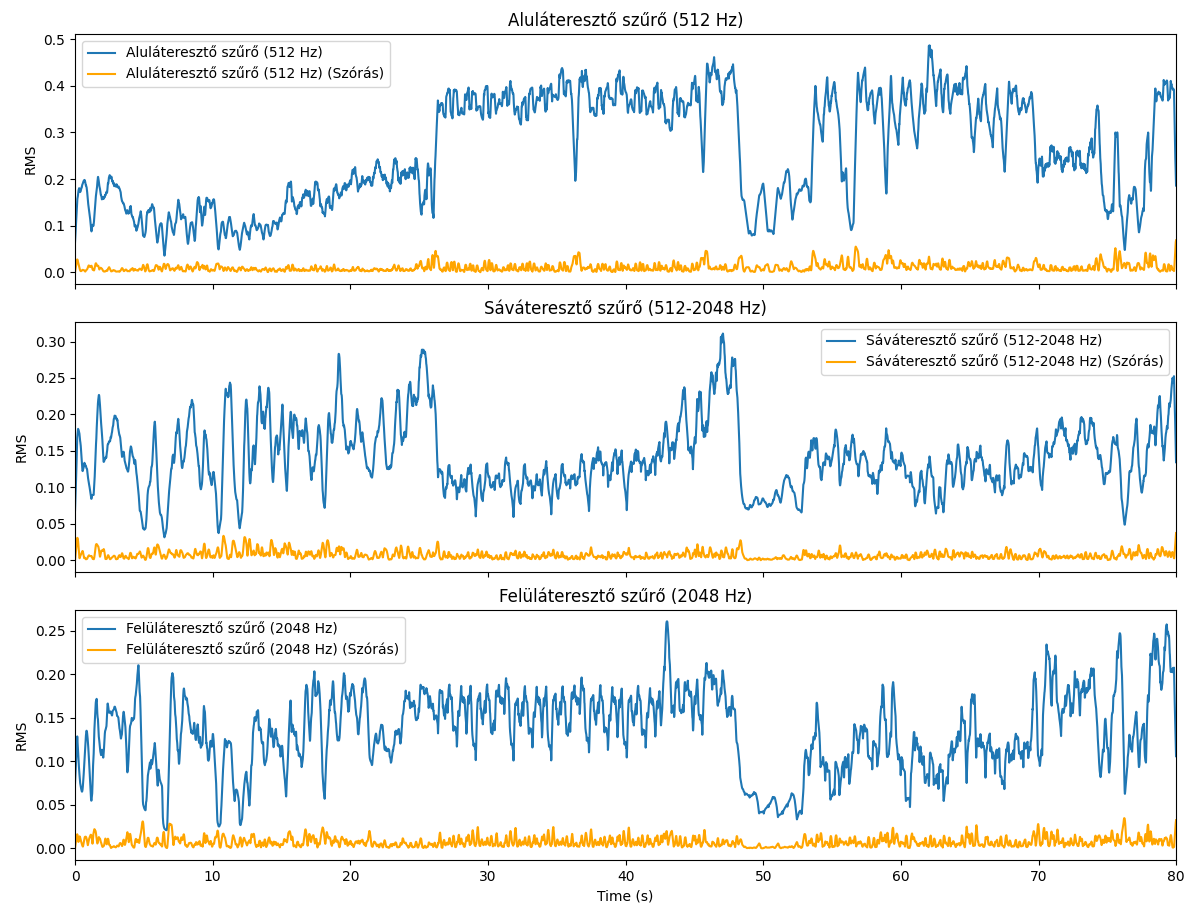 Aluláteresztő szűrő (512 Hz)
0.5
0.4
0.3
0.2
0.1
0.0
RMS
Aluláteresztő szűrő (512 Hz)
Aluláteresztő szűrő (512 Hz) (Szórás)
Sáváteresztő szűrő (512-2048 Hz)
0.30
0.25
0.20
0.15
0.10
0.05
0.00
RMS
Sáváteresztő szűrő (512-2048 Hz)
Sáváteresztő szűrő (512-2048 Hz) (Szórás)
Felüláteresztő szűrő (2048 Hz)
0.25
0.20
0.15
0.10
0.05
0.00
RMS
Felüláteresztő szűrő (2048 Hz)
Felüláteresztő szűrő (2048 Hz) (Szórás)
0 10 20 30 40 50 60 70 80
Time (s)